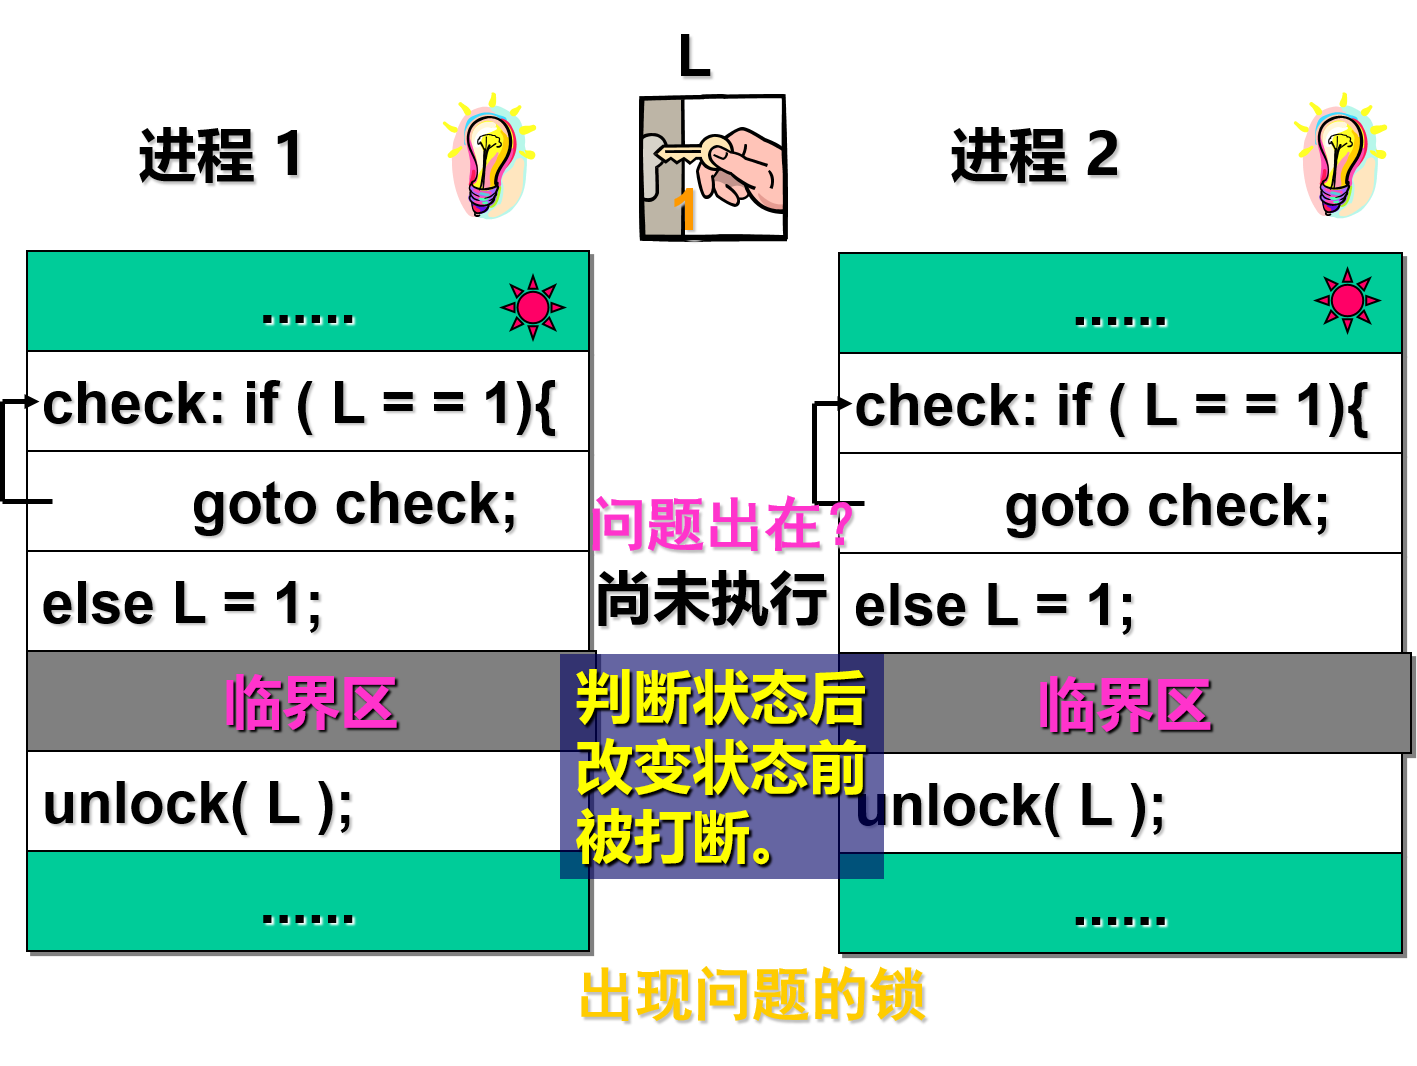 L
进程 1
1
进程 2
......
check: if ( L = = 1){
goto check;
else L = 1;
临界区
unlock( L );
......
问题出在？
尚未执行
判断状态后
改变状态前
被打断。
......
check: if ( L = = 1){
goto check;
else L = 1;
临界区
unlock( L );
......
出现问题的锁